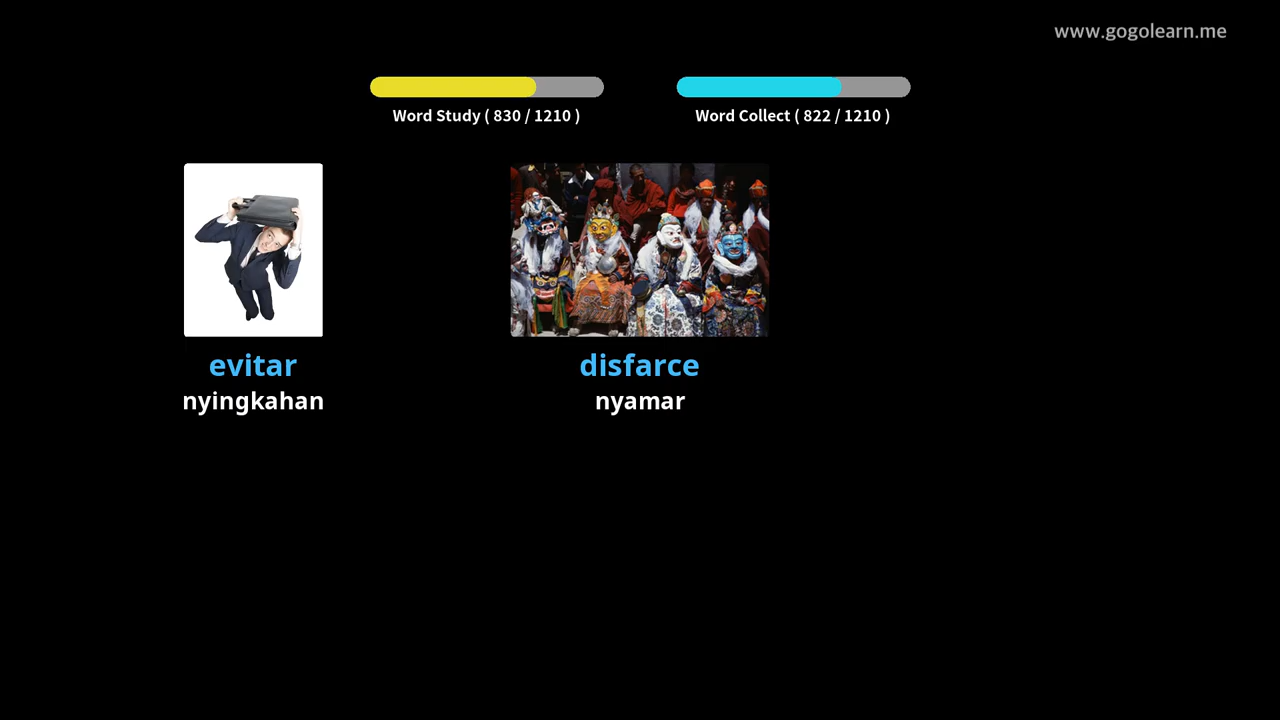 www.gogolearn.me
Word Study ( 830 / 1210 )
Word Collect ( 822 / 1210 )
evitar
nyingkahan
disfarce
nyamar